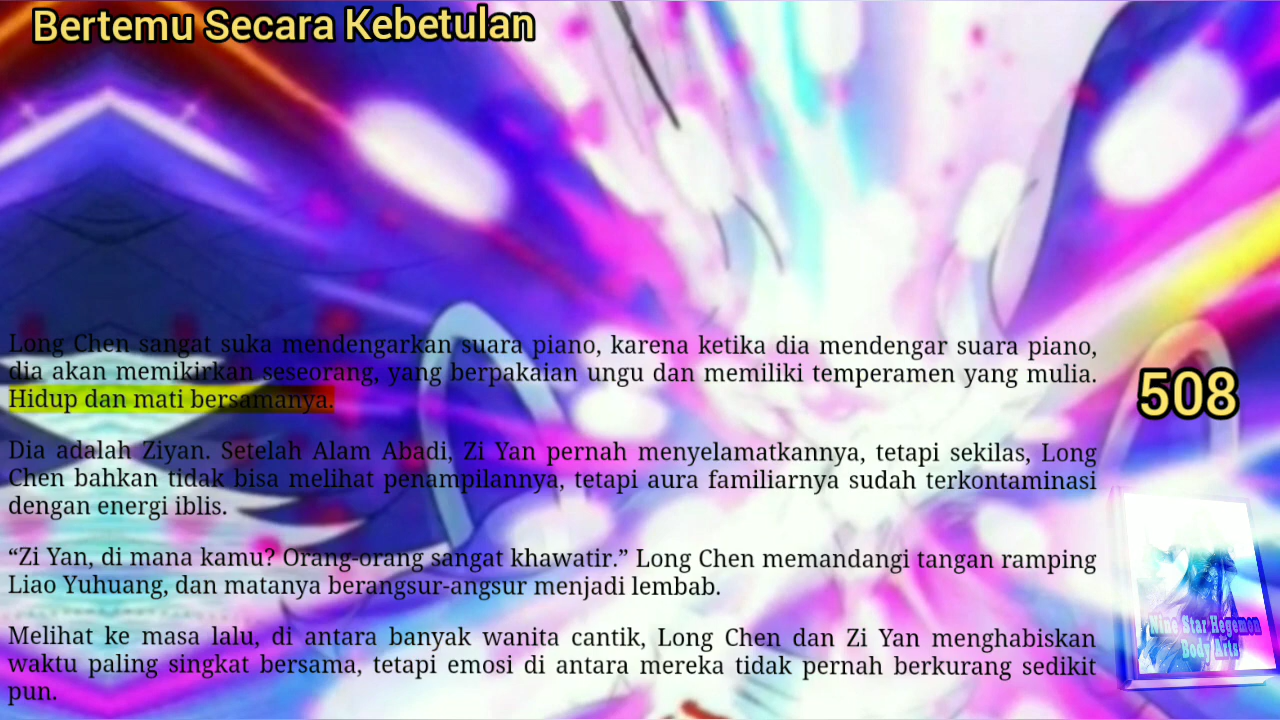 Bertemu Secara Kebetulan
Long Chen sangat suka mendengarkan suara piano, karena ketika dia mendengar suara piano,
dia akan memikirkan seseorang, yang berpakaian ungu dan memiliki temperamen yang mulia.
Hidup dan mati bersamanya.
508
Dia adalah Ziyan. Setelah Alam Abadi, Zi Yan pernah menyelamatkannya, tetapi sekilas, Long
Chen bahkan tidak bisa melihat penampilannya, tetapi aura familiarnya sudah terkontaminasi
dengan energi iblis.
“Zi Yan, di mana kamu? Orang-orang sangat khawatir.” Long Chen memandangi tangan ramping
Liao Yuhuang, dan matanya berangsur-angsur menjadi lembab.
Melihat ke masa lalu, di antara banyak wanita cantik, Long Chen dan Zi Yan menghabiskan
waktu paling singkat bersama, tetapi emosi di antara mereka tidak pernah berkurang sedikit
pun.
Nine Star Hegemon
Body Arts